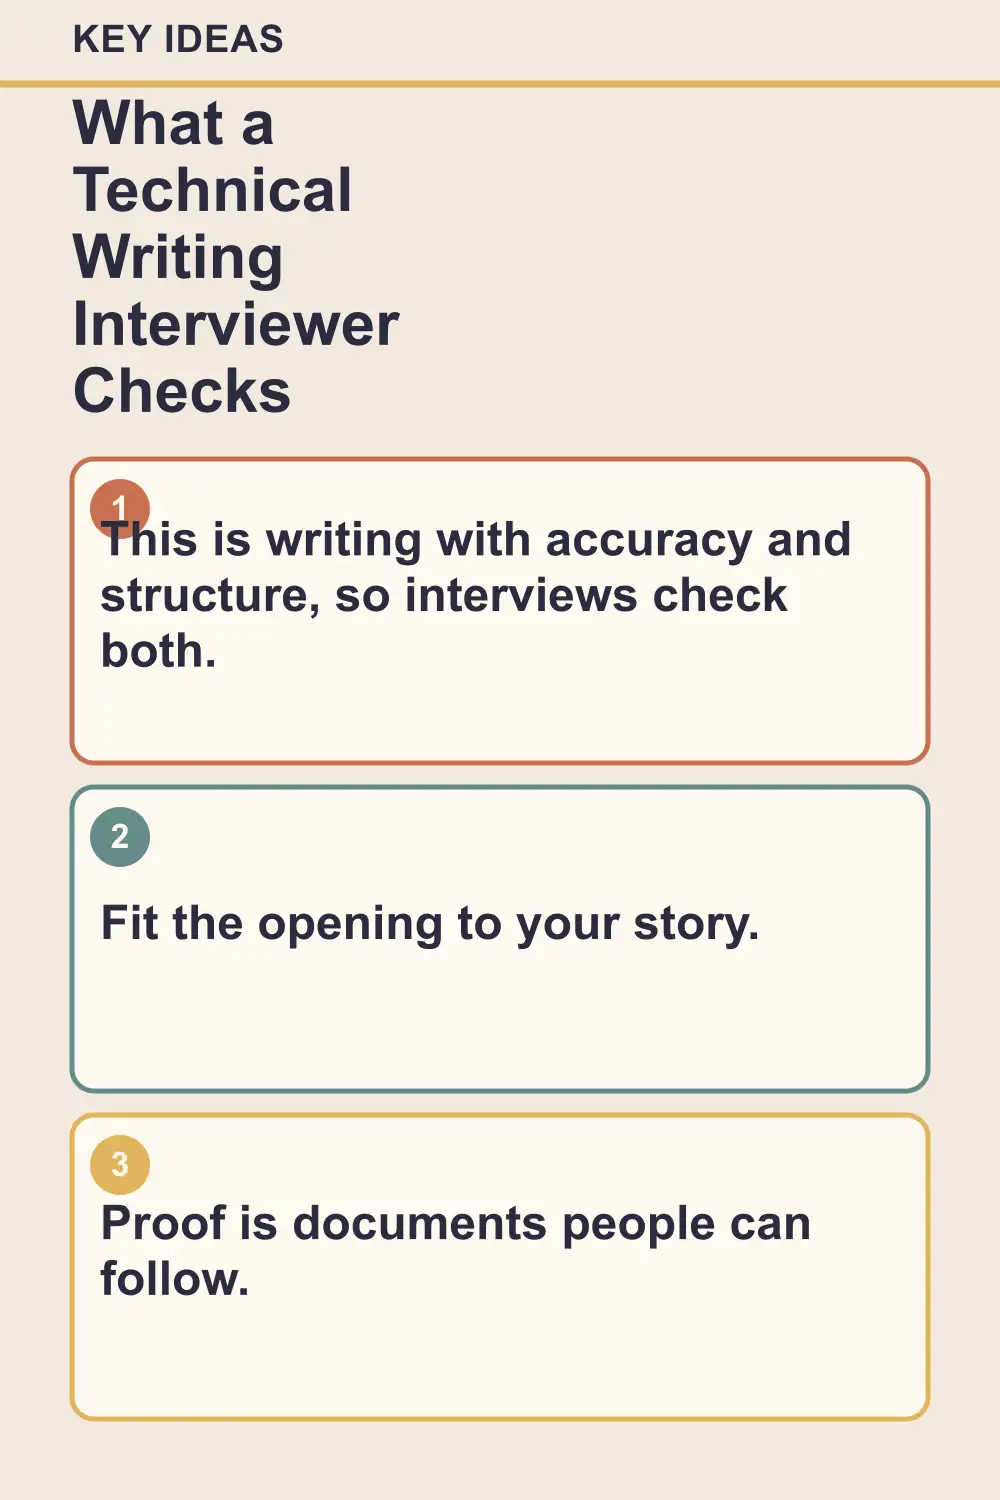 KEY IDEAS
What a
Technical
Writing
Interviewer
Checks
1
This is writing with accuracy and
structure, so interviews check
both.
2
Fit the opening to your story.
3
Proof is documents people can
follow.